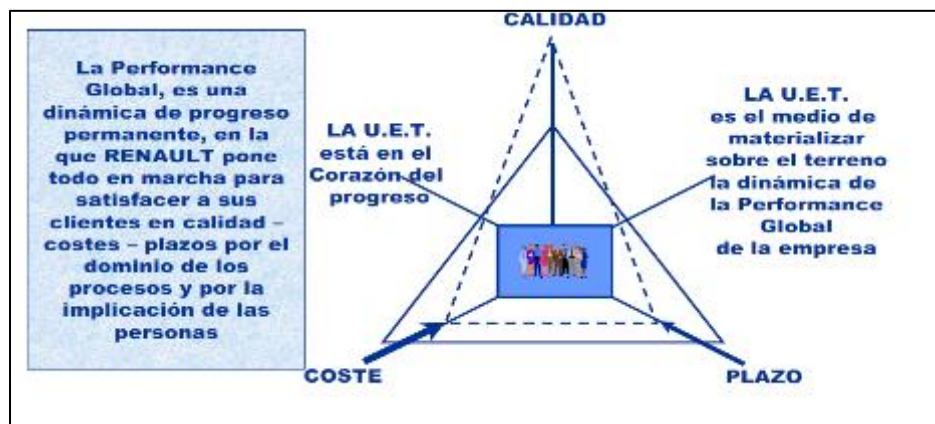 CALIDAD
La Performance
Global, es una
dinámica de progreso
permanente, en la
que RENAULT pone
todo en marcha para
satisfacer a sus
clientes en calidad –
costes – plazos por el
dominio de los
procesos y por la
implicación de las
personas
LA U.E.T.
está en el
Corazón del
progreso
LA U.E.T.
es el medio de
materializar
sobre el terreno
la dinámica de
la Performance
Global
de la empresa
COSTE
PLAZO